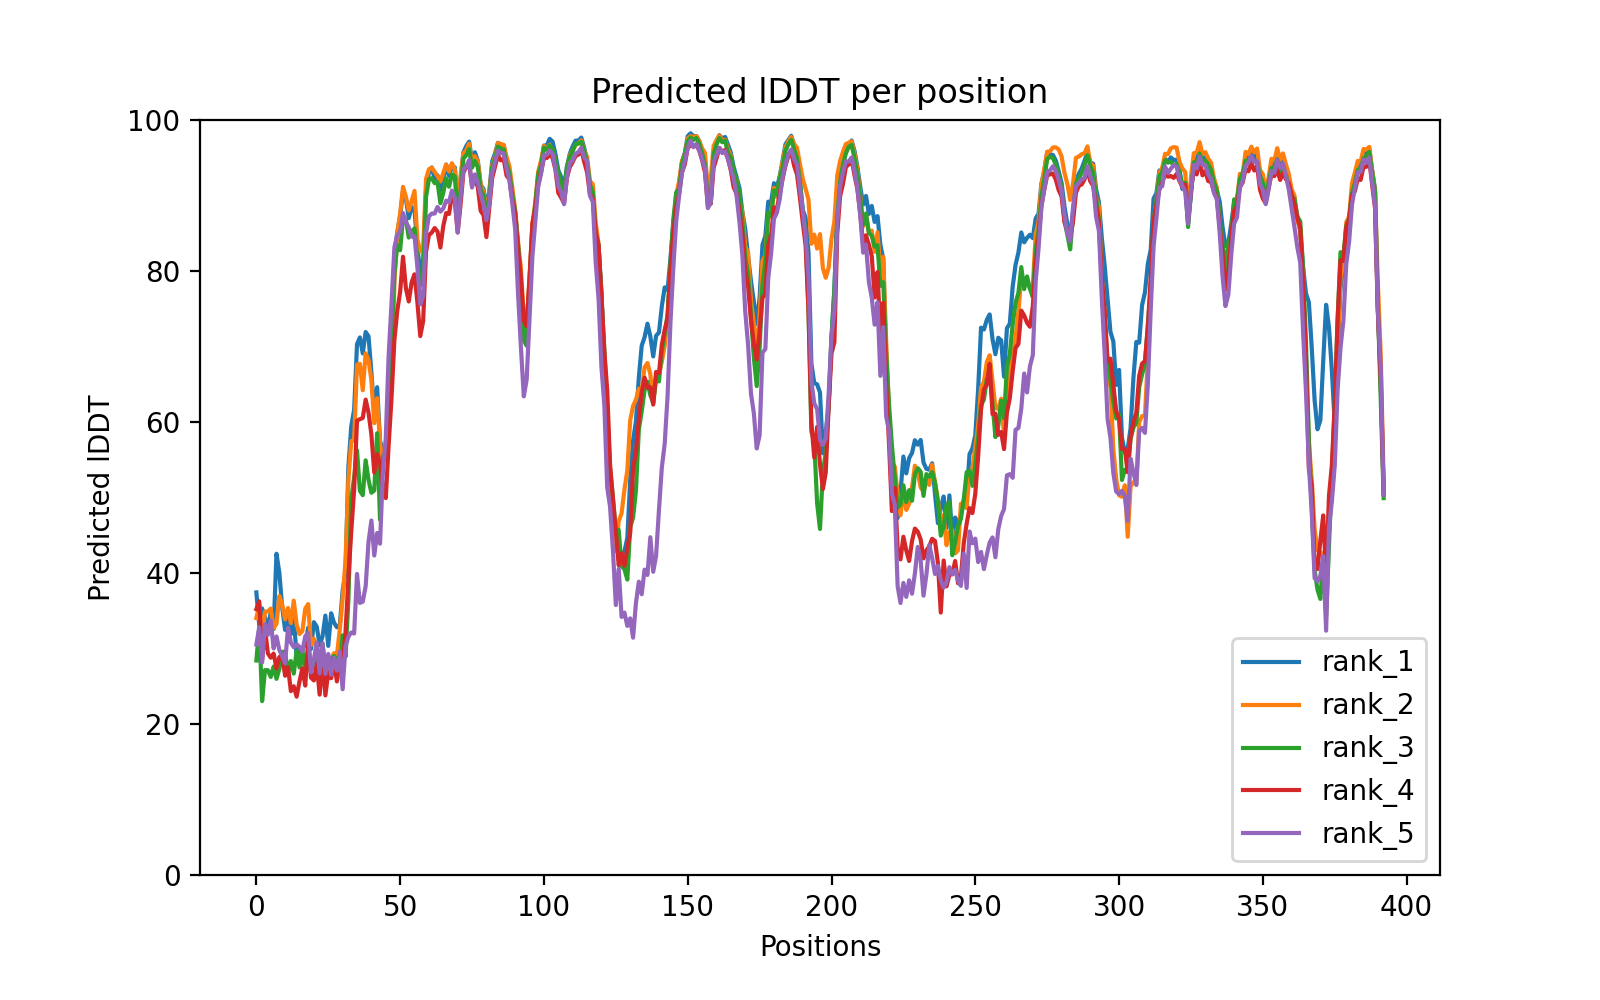 Predicted lDDT per position
100
80
60
40
20
0
Predicted lDDT
0 50 100 150 200 250 300 350 400
Positions
rank_1
rank_2
rank_3
rank_4
rank_5